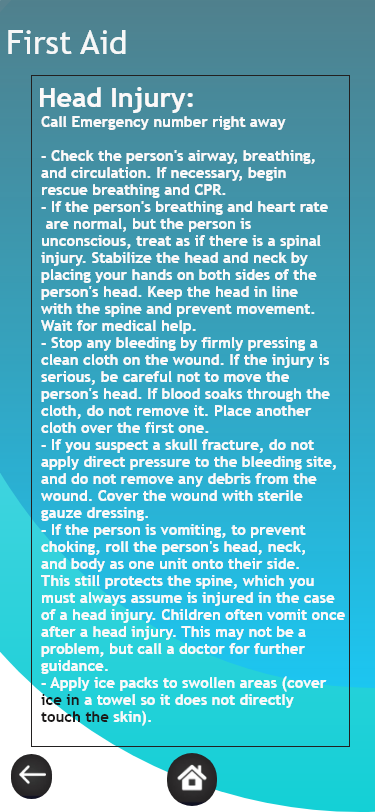 First Aid
Head Injury:
Call Emergency number right away
- Check the person's airway, breathing,
and circulation. If necessary, begin
rescue breathing and CPR.
- If the person's breathing and heart rate
are normal, but the person is
unconscious, treat as if there is a spinal
injury. Stabilize the head and neck by
placing your hands on both sides of the
person's head. Keep the head in line
with the spine and prevent movement.
Wait for medical help.
- Stop any bleeding by firmly pressing a
clean cloth on the wound. If the injury is
serious, be careful not to move the
person's head. If blood soaks through the
cloth, do not remove it. Place another
cloth over the first one.
- If you suspect a skull fracture, do not
apply direct pressure to the bleeding site,
and do not remove any debris from the
wound. Cover the wound with sterile
gauze dressing.
- If the person is vomiting, to prevent
choking, roll the person's head, neck,
and body as one unit onto their side.
This still protects the spine, which you
must always assume is injured in the case
of a head injury. Children often vomit once
after a head injury. This may not be a
problem, but call a doctor for further
guidance.
- Apply ice packs to swollen areas (cover
ice in a towel so it does not directly
touch the skin).